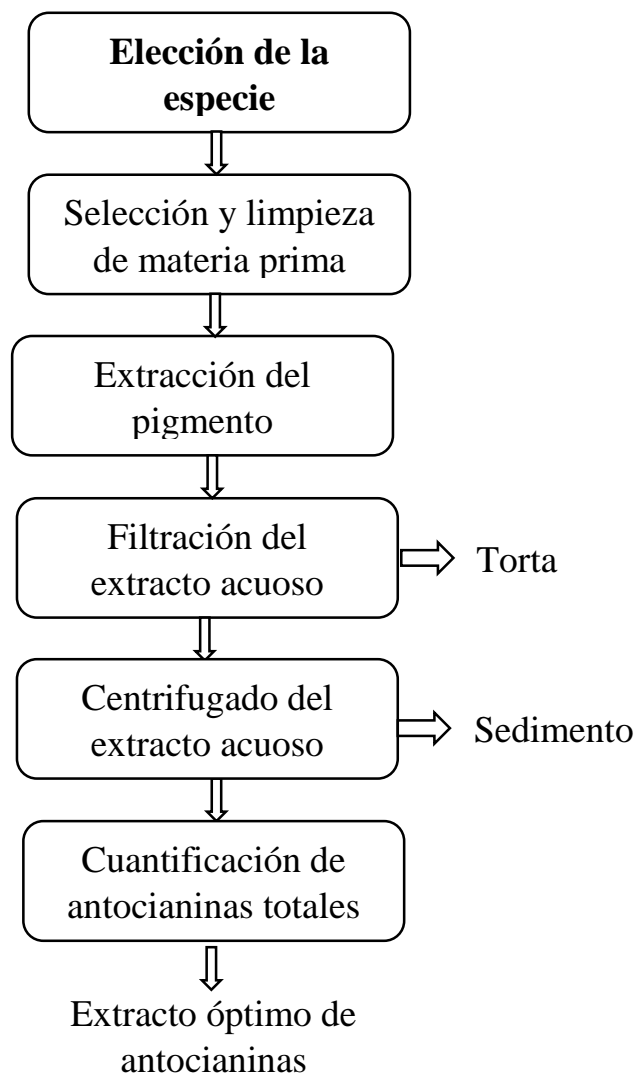 Elección de la
especie
Selección y limpieza
de materia prima
Extracción del
pigmento
Filtración del
extracto acuoso
Torta
Centrifugado del
extracto acuoso
Sedimento
Cuantificación de
antocianinas totales
Extracto óptimo de
antocianinas